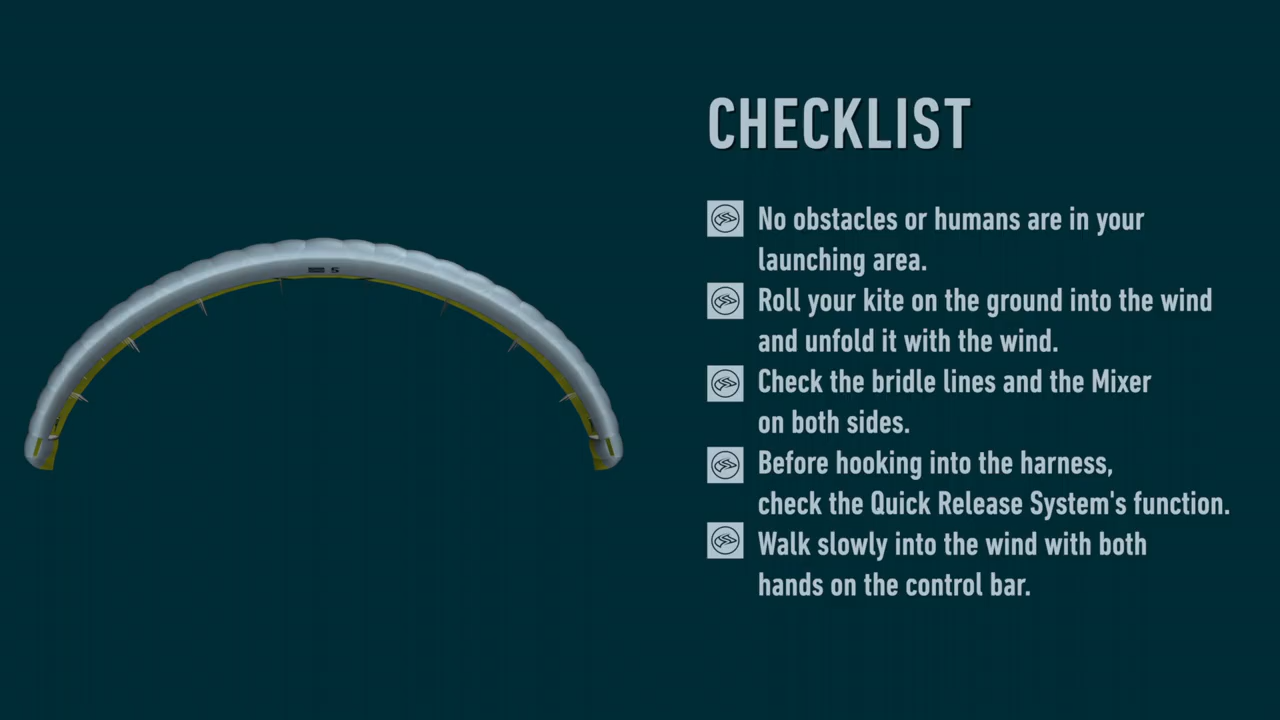 CHECKLIST
No obstacles or humans are in your
launching area.
Roll your kite on the ground into the wind
and unfold it with the wind.
Check the bridle lines and the Mixer
on both sides.
Before hooking into the harness,
check the Quick Release System's function.
Walk slowly into the wind with both
hands on the control bar.